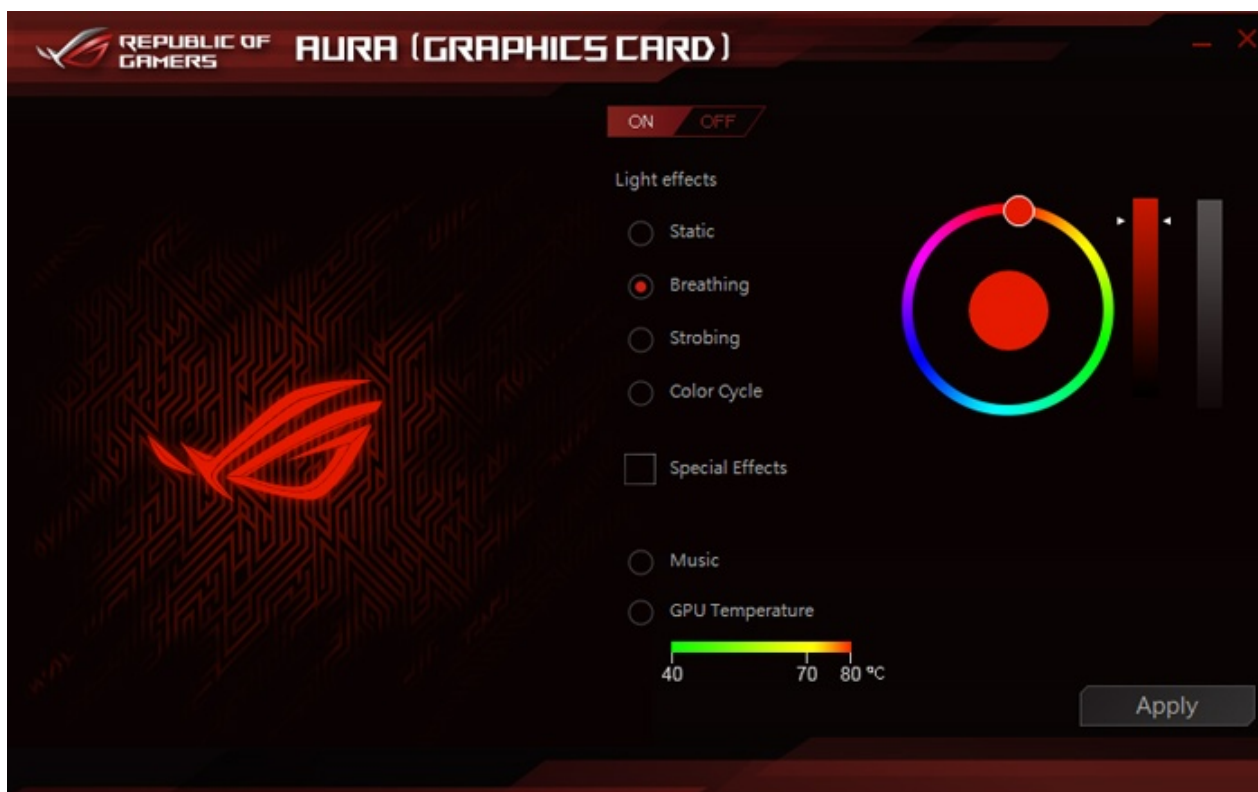 REPUBLIC OF
GAMERS
AURA (GRAPHICS CARD)
ON OFF
Light effects
Static
Breathing
Strobing
Color Cycle
Special Effects
Music
GPU Temperature
40 70 80 °C
Apply